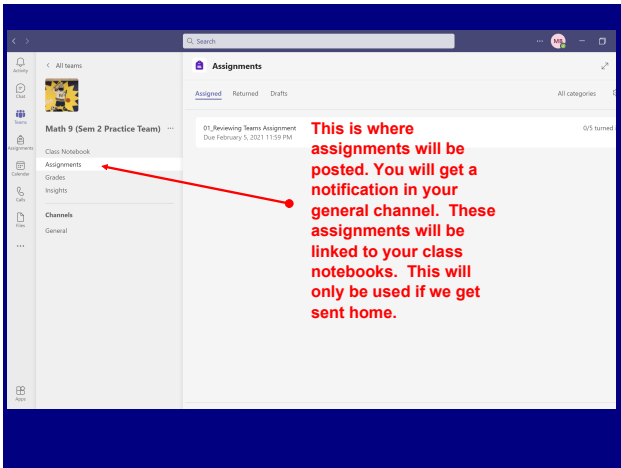 Search
MB
Activity
Chat
Teams
Assignments
Calendar
Calls
Files
Apps
All teams
Math 9 (Sem 2 Practice Team)
Class Notebook
Assignments
Grades
Insights
Channels
General
Assignments
Assigned Returned Drafts All categories
01_Reviewing Teams Assignment 0/5 turned
Due February 5, 2021 11:59 PM
This is where
assignments will be
posted. You will get a
notification in your
general channel. These
assignments will be
linked to your class
notebooks. This will
only be used if we get
sent home.